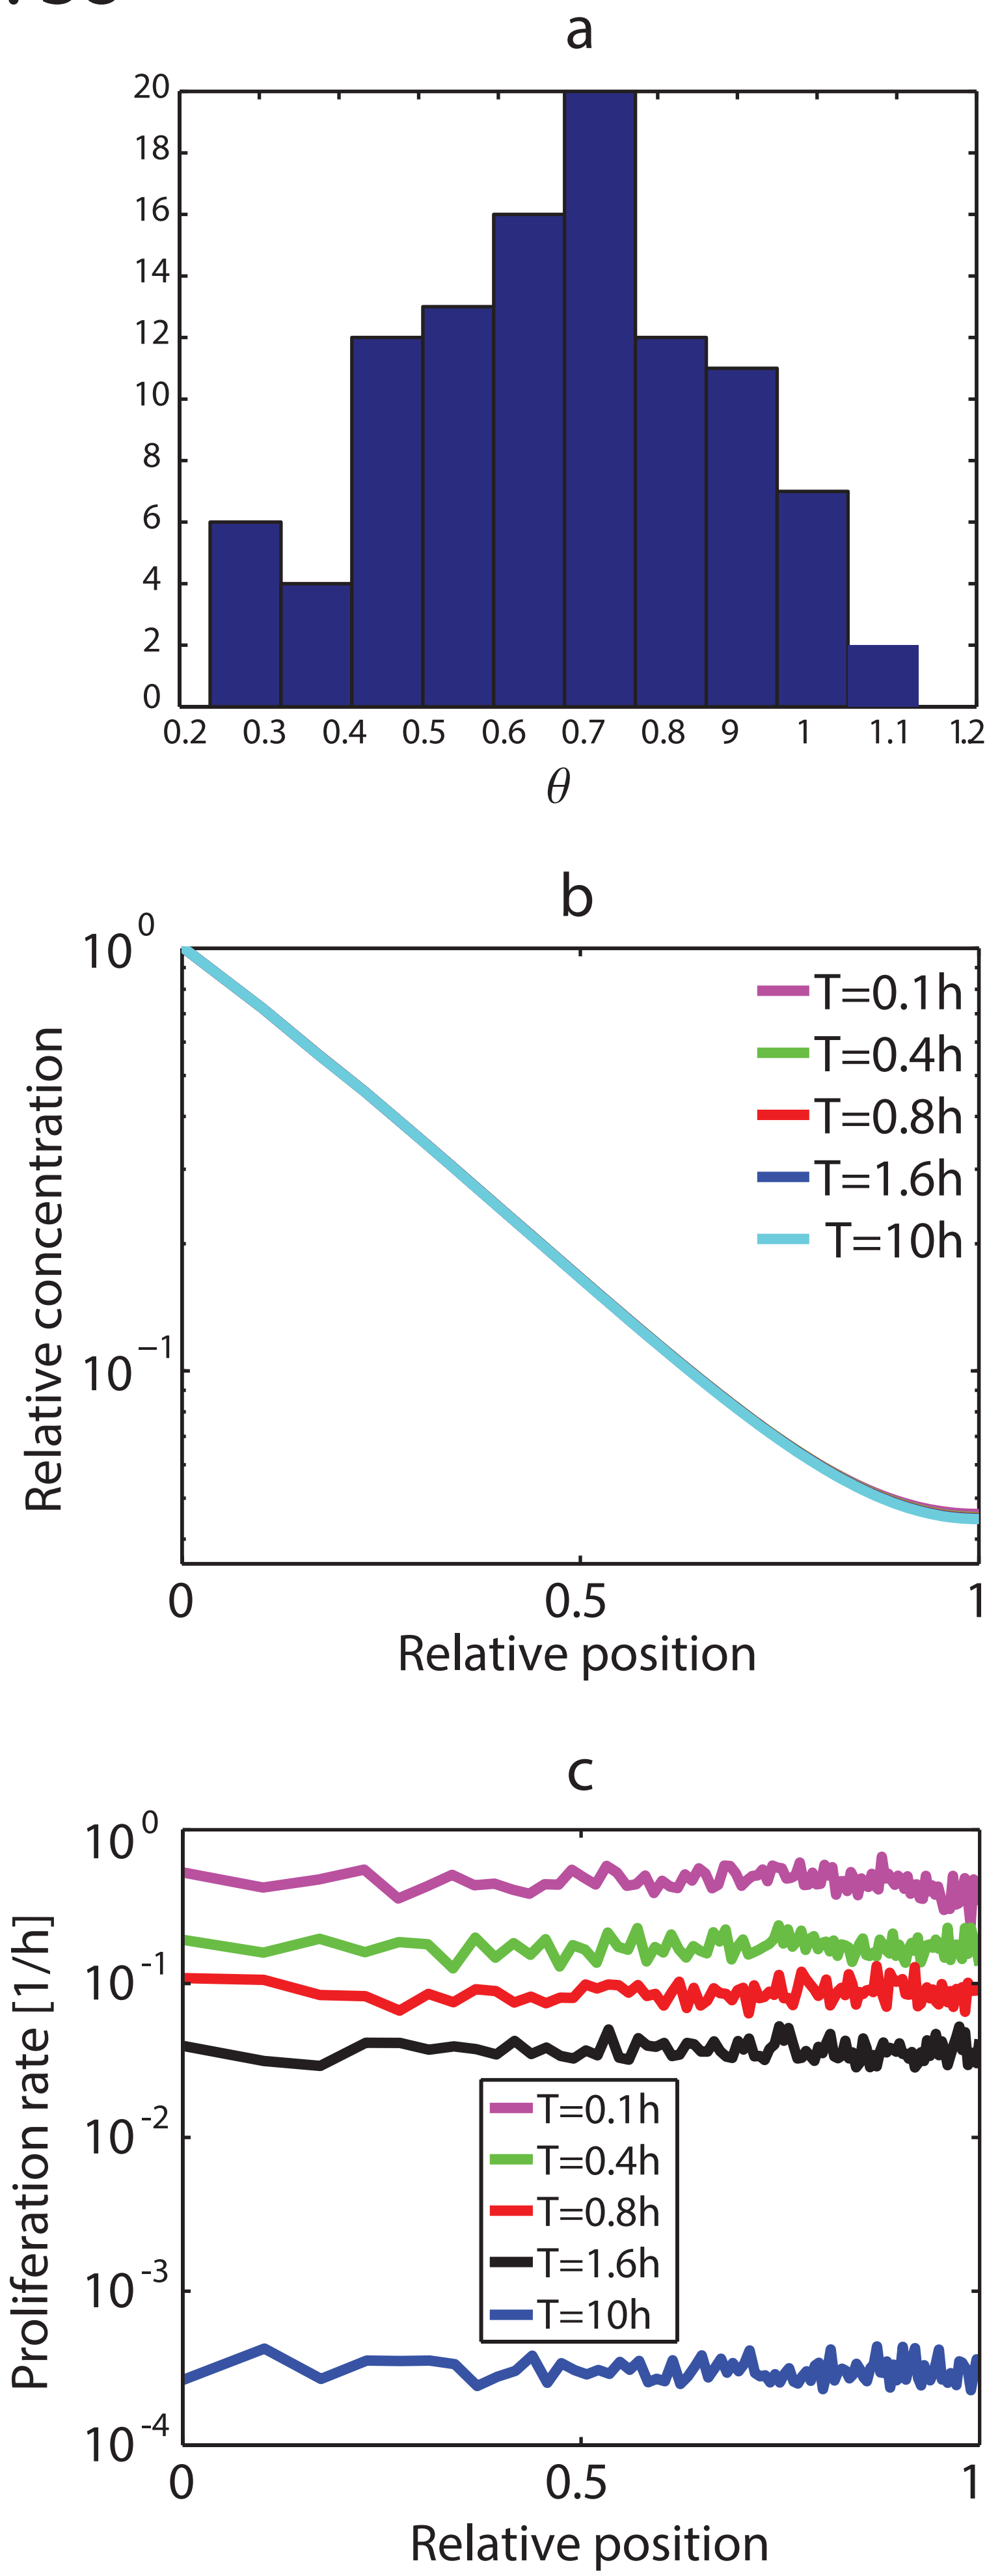 a
20
18
16
14
12
10
8
6
4
2
0
0.2 0.3 0.4 0.5 0.6 0.7 0.8 9 1 1.1 1.2
θ
b
Relative concentration
10^0
10^-1
T=0.1h
T=0.4h
T=0.8h
T=1.6h
T=10h
0 0.5 1
Relative position
c
Proliferation rate [1/h]
10^0
10^-1
10^-2
10^-3
10^-4
T=0.1h
T=0.4h
T=0.8h
T=1.6h
T=10h
0 0.5 1
Relative position